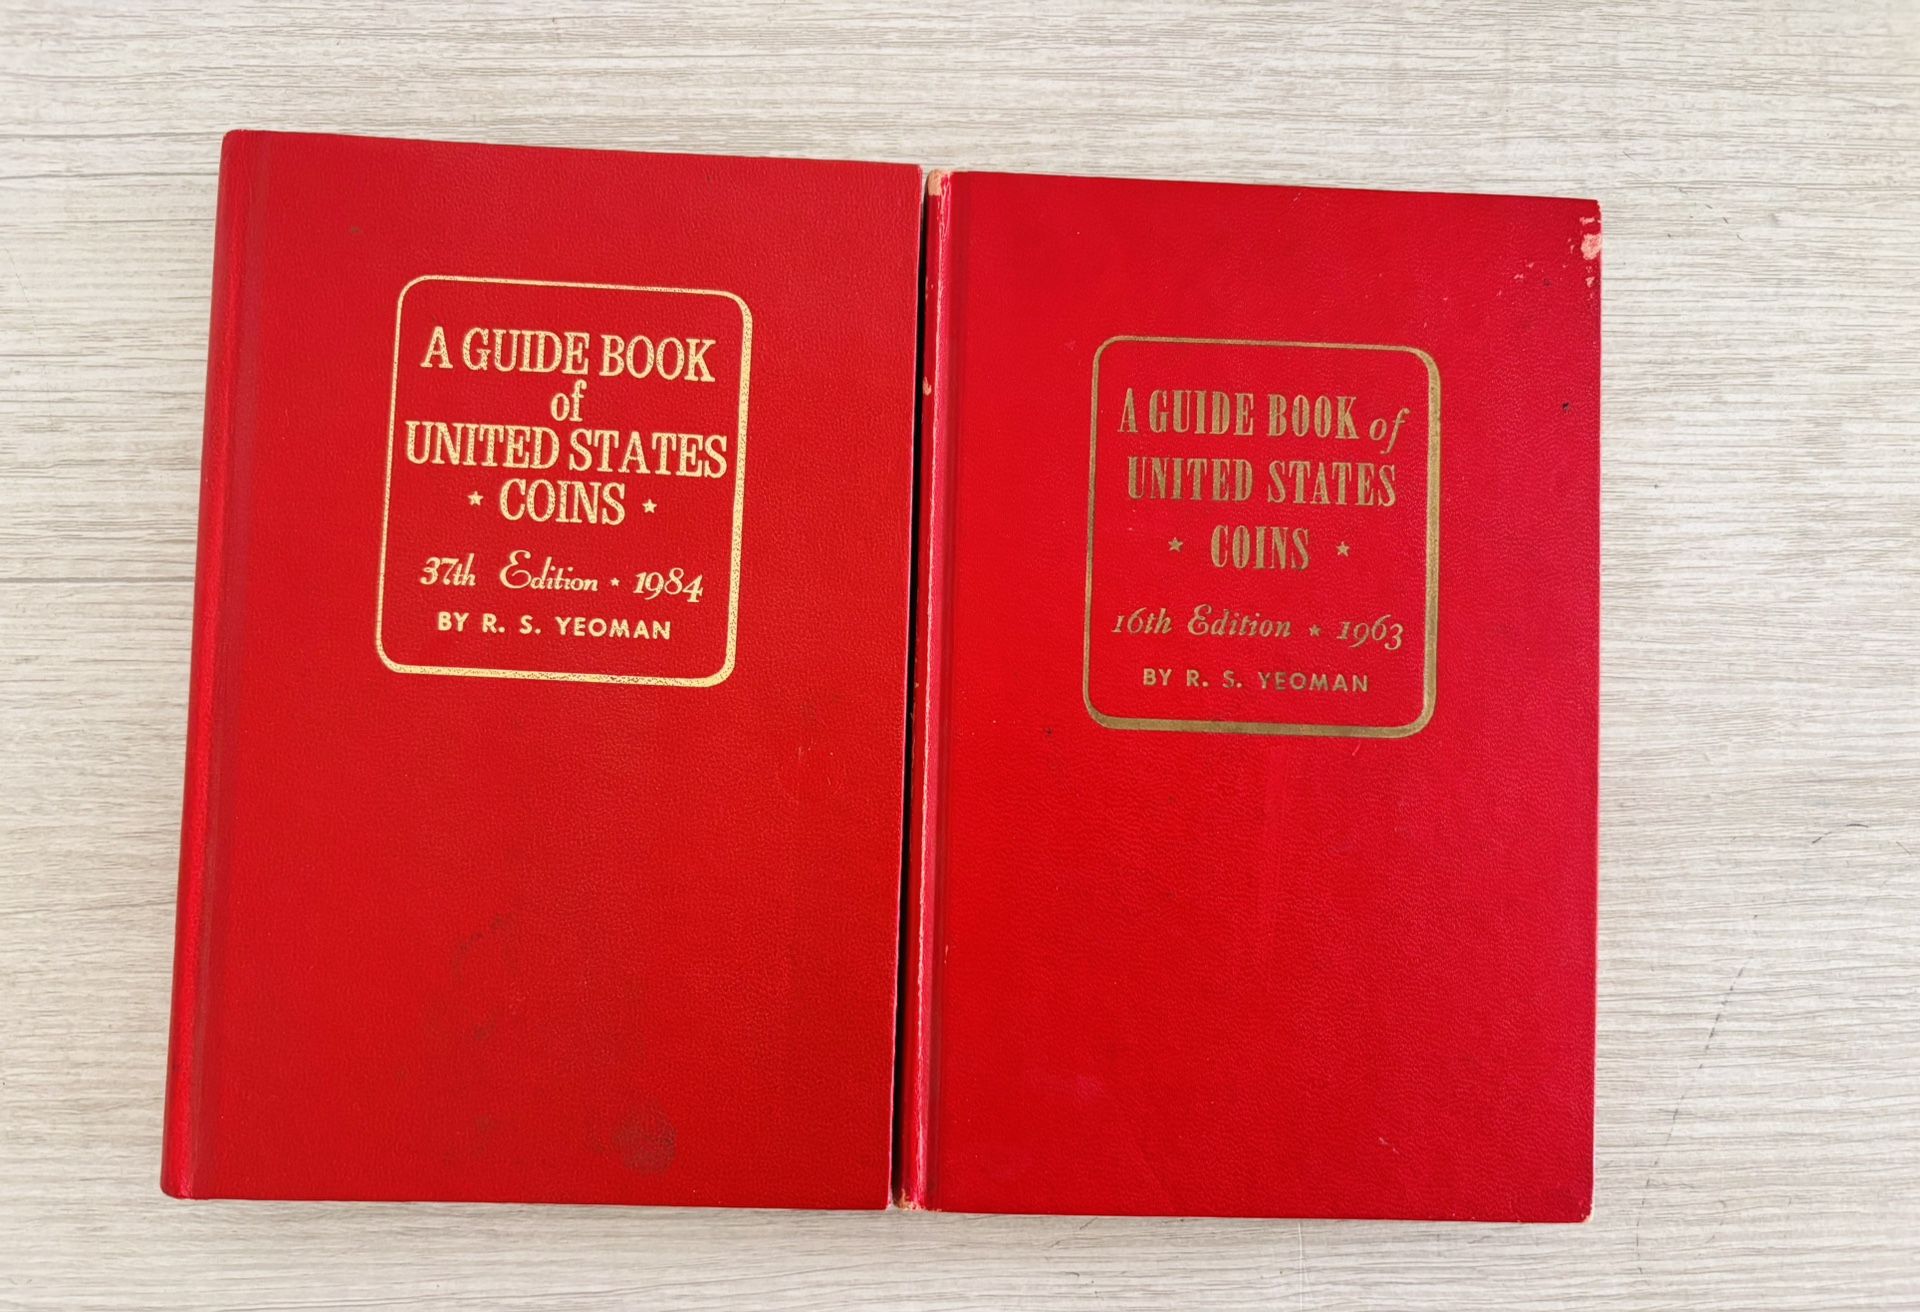 A GUIDE BOOK
of
UNITED STATES
★ COINS ★
37th Edition ★ 1984
BY R. S. YEOMAN
A GUIDE BOOK of
UNITED STATES
★ COINS ★
16th Edition ★ 1963
BY R. S. YEOMAN